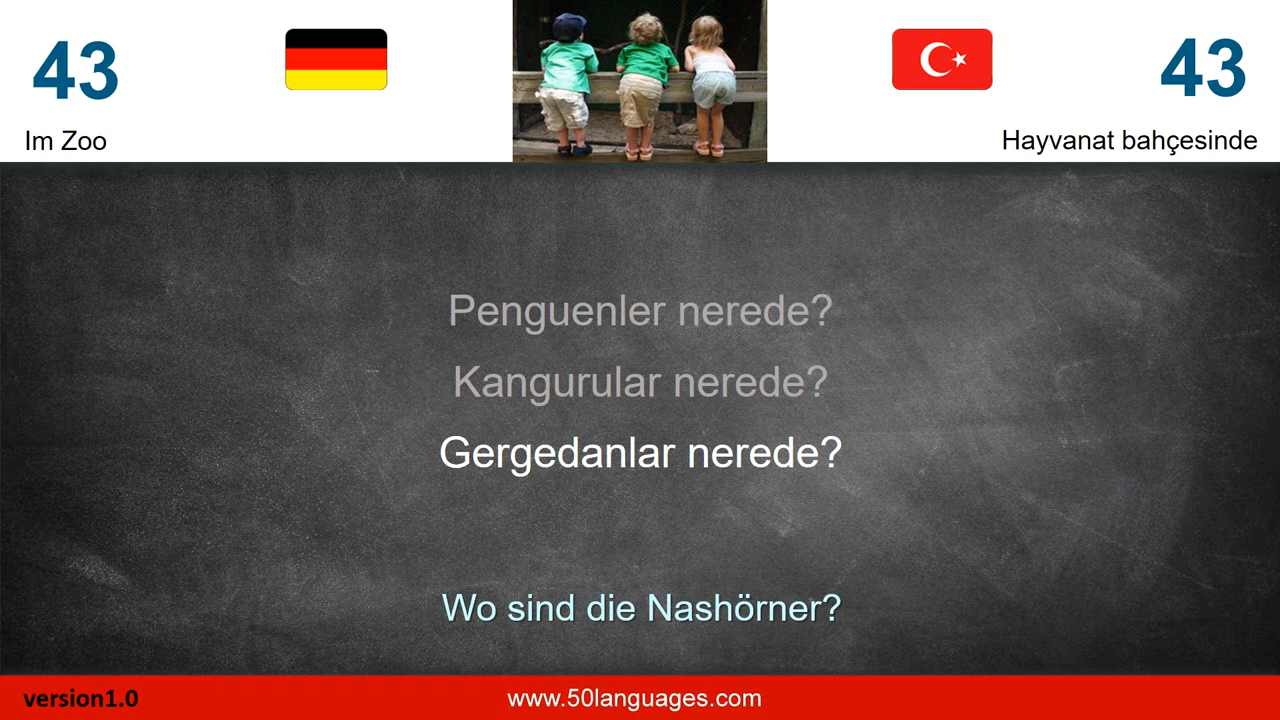 43
43
Im Zoo
Hayvanat bahçesinde
Penguenler nerede?
Kangurular nerede?
Gergedanlar nerede?
Wo sind die Nashörner?
version1.0
www.50languages.com